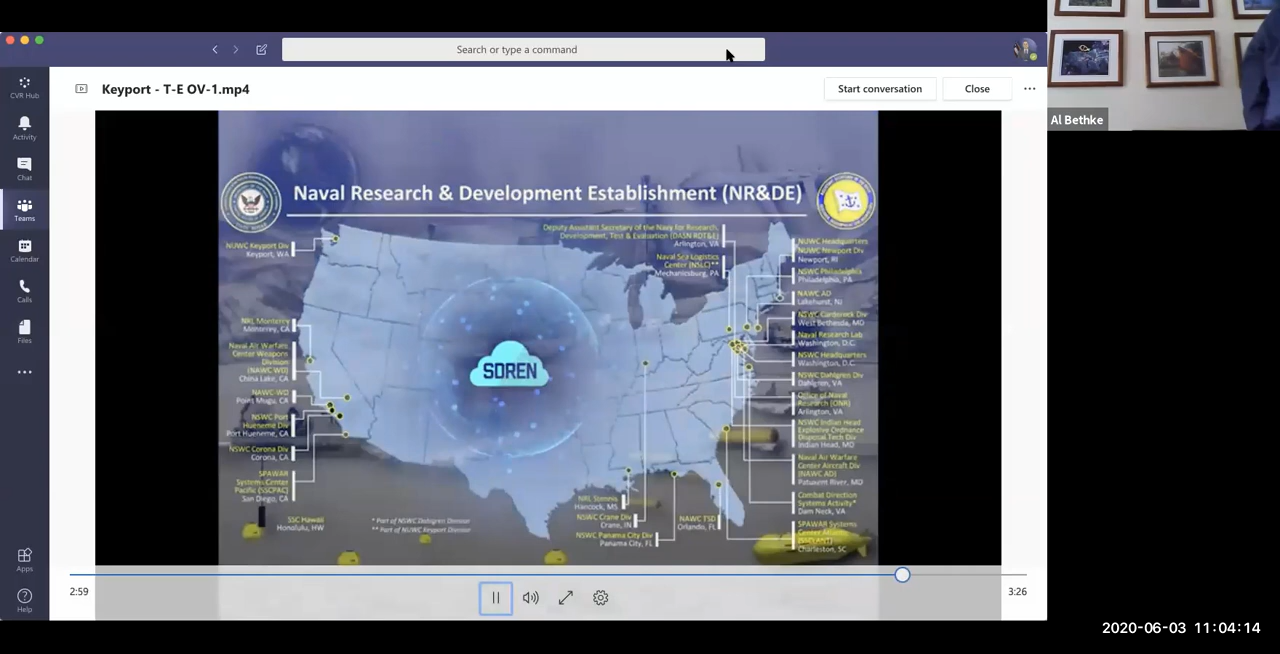 Search or type a command
Keyport - T-E OV-1.mp4
Start conversation
Close
Al Bethke
CVR Hub
Activity
Chat
Teams
Calendar
Calls
Files
Apps
Help
Naval Research & Development Establishment (NR&DE)
NUWC Keyport Div
Keyport, WA
NRL Monterey
Monterey, CA
Naval Air Warfare
Center Weapons
Division
(NAWC WD)
China Lake, CA
NAWC-WD
Point Mugu, CA
NSWC Port
Hueneme Div
Port Hueneme, CA
NSWC Corona Div
Corona, CA
SPAWAR
Systems Center
Pacific (SSCPAC)
San Diego, CA
SSC Hawaii
Honolulu, HW
* Part of NSWC Dahlgren Division
** Part of NUWC Keyport Division
SDREN
Deputy Assistant Secretary of the Navy for Research,
Development, Test & Evaluation (DASN RDT&E)
Arlington, VA
Naval Sea Logistics
Center (NSLC)**
Mechanicsburg, PA
NRL Stennis
Hancock, MS
NSWC Crane Div
Crane, IN
NSWC Panama City Div
Panama City, FL
NAWC TSD
Orlando, FL
NUWC Headquarters
NUWC Newport Div
Newport, RI
NSWC Philadelphia
Philadelphia, PA
NAWC AD
Lakehurst, NJ
NSWC Carderock Div
West Bethesda, MD
Naval Research Lab
Washington, D.C.
NSWC Headquarters
Washington, D.C.
NSWC Dahlgren Div
Dahlgren, VA
Office of Naval
Research (ONR)
Arlington, VA
NSWC Indian Head
Explosive Ordnance
Disposal Tech Div
Indian Head, MD
Naval Air Warfare
Center Aircraft Div
(NAWC AD)
Patuxent River, MD
Combat Direction
Systems Activity*
Dam Neck, VA
SPAWAR Systems
Center Atlantic
(SSCLANT)
Charleston, SC
2:59
3:26
2020-06-03 11:04:14